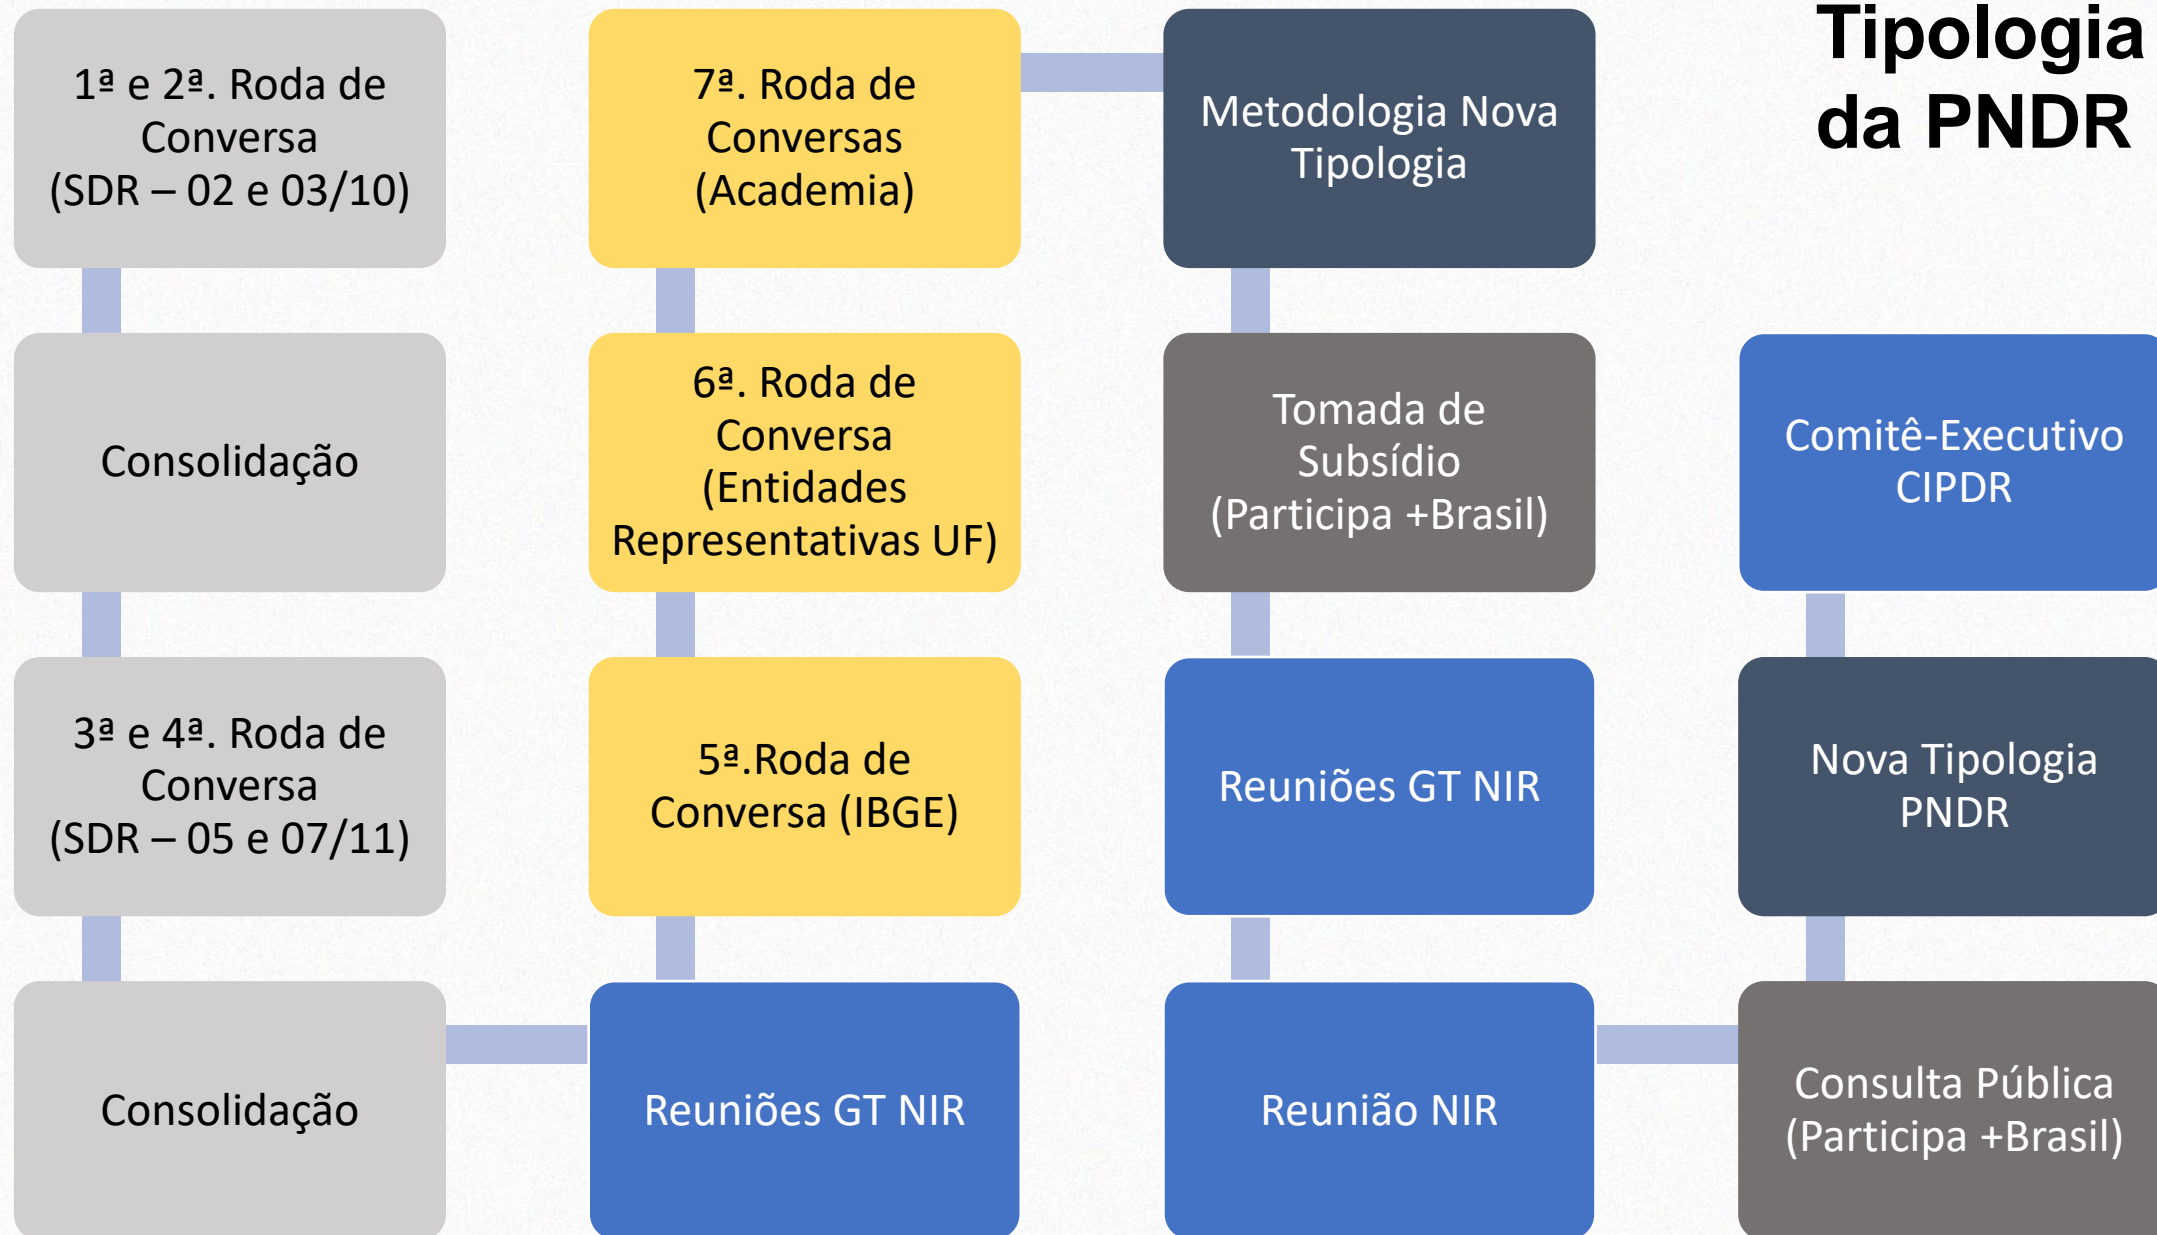 Tipologia
da PNDR
1ª e 2ª. Roda de
Conversa
(SDR – 02 e 03/10)
Consolidação
3ª e 4ª. Roda de
Conversa
(SDR – 05 e 07/11)
Consolidação
Reuniões GT NIR
5ª.Roda de
Conversa (IBGE)
6ª. Roda de
Conversa
(Entidades
Representativas UF)
7ª. Roda de
Conversas
(Academia)
Metodologia Nova
Tipologia
Tomada de
Subsídio
(Participa +Brasil)
Reuniões GT NIR
Reunião NIR
Consulta Pública
(Participa +Brasil)
Nova Tipologia
PNDR
Comitê-Executivo
CIPDR